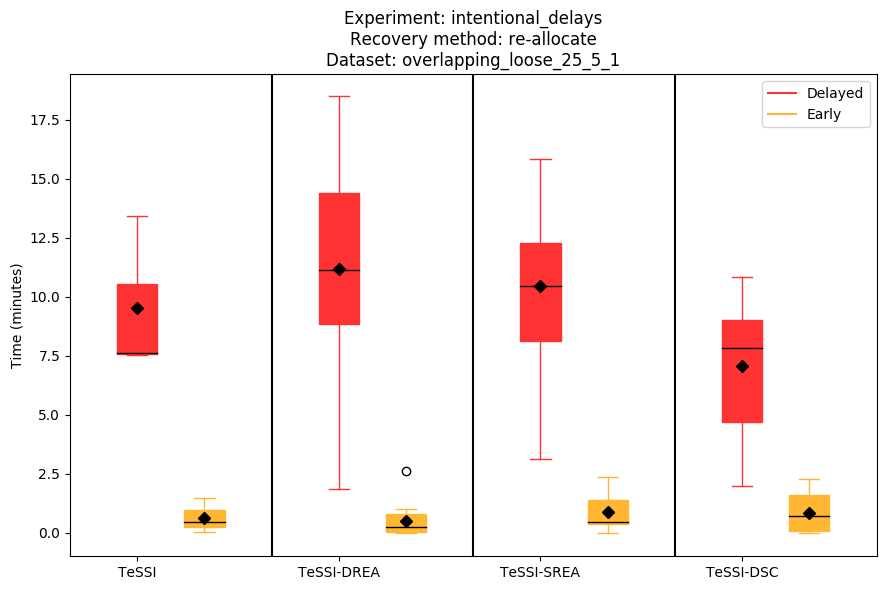 Experiment: intentional_delays
Recovery method: re-allocate
Dataset: overlapping_loose_25_5_1
Delayed
Early
Time (minutes)
17.5
15.0
12.5
10.0
7.5
5.0
2.5
0.0
TeSSI
TeSSI-DREA
TeSSI-SREA
TeSSI-DSC